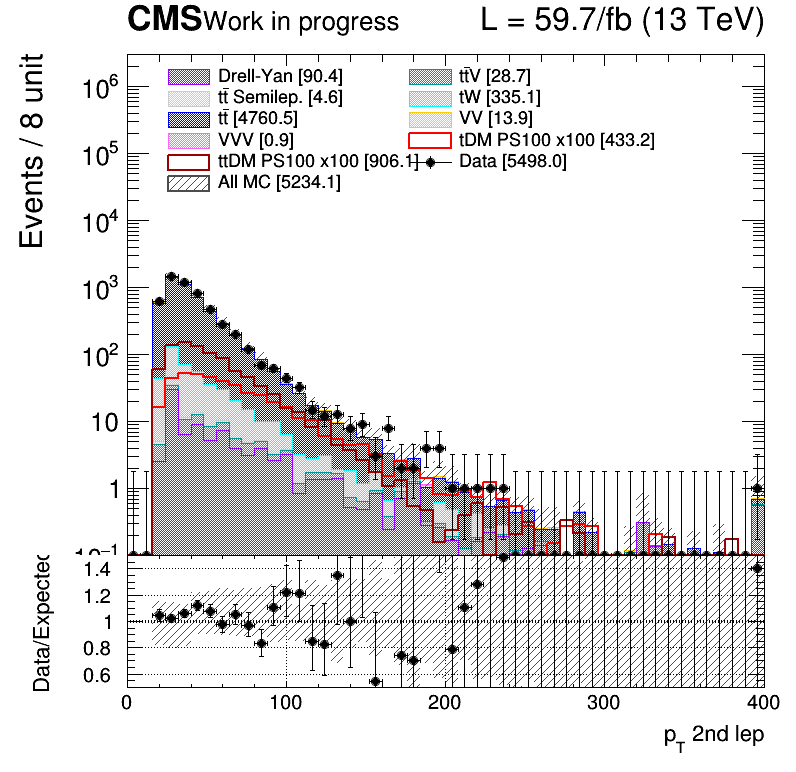 CMS Work in progress L = 59.7/fb (13 TeV)
Events / 8 unit
Drell-Yan [90.4] tt̄V [28.7]
tt̄ Semilep. [4.6] tW [335.1]
tt̄ [4760.5] VV [13.9]
VVV [0.9] tDM PS100 x100 [433.2]
ttDM PS100 x100 [906.1] Data [5498.0]
All MC [5234.1]
10⁶
10⁵
10⁴
10³
10²
10
1
10⁻¹
Data/Expected
1.4
1.2
1
0.8
0.6
0 100 200 300 400
p_T 2nd lep